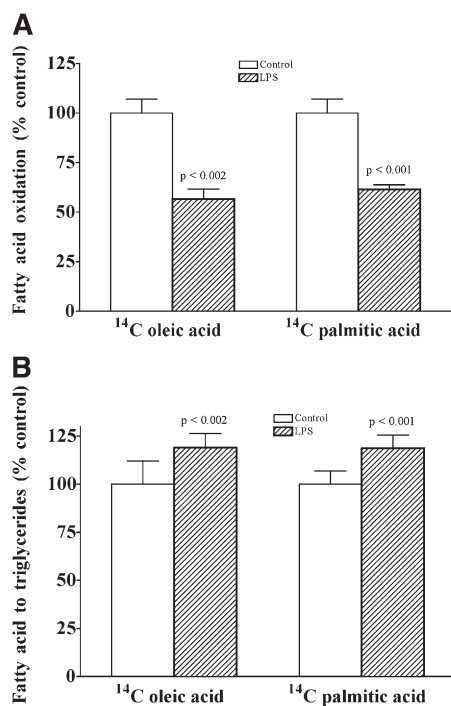 A
Fatty acid oxidation (% control)
125
100
75
50
25
0
Control
LPS
p < 0.002
p < 0.001
14C oleic acid
14C palmitic acid
B
Fatty acid to triglycerides (% control)
125
100
75
50
25
0
Control
LPS
p < 0.002
p < 0.001
14C oleic acid
14C palmitic acid